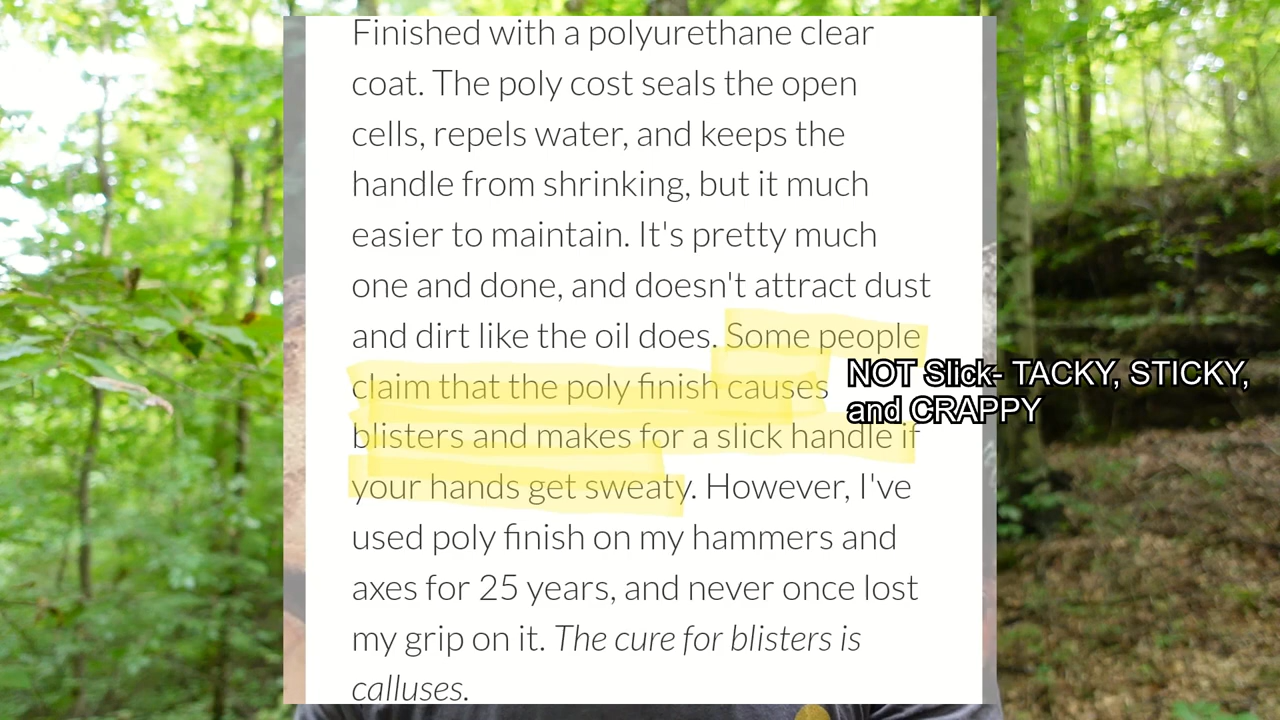 Finished with a polyurethane clear
coat. The poly cost seals the open
cells, repels water, and keeps the
handle from shrinking, but it much
easier to maintain. It's pretty much
one and done, and doesn't attract dust
and dirt like the oil does. Some people
claim that the poly finish causes
blisters and makes for a slick handle if
your hands get sweaty. However, I've
used poly finish on my hammers and
axes for 25 years, and never once lost
my grip on it. The cure for blisters is
calluses.
NOT Slick- TACKY, STICKY,
and CRAPPY